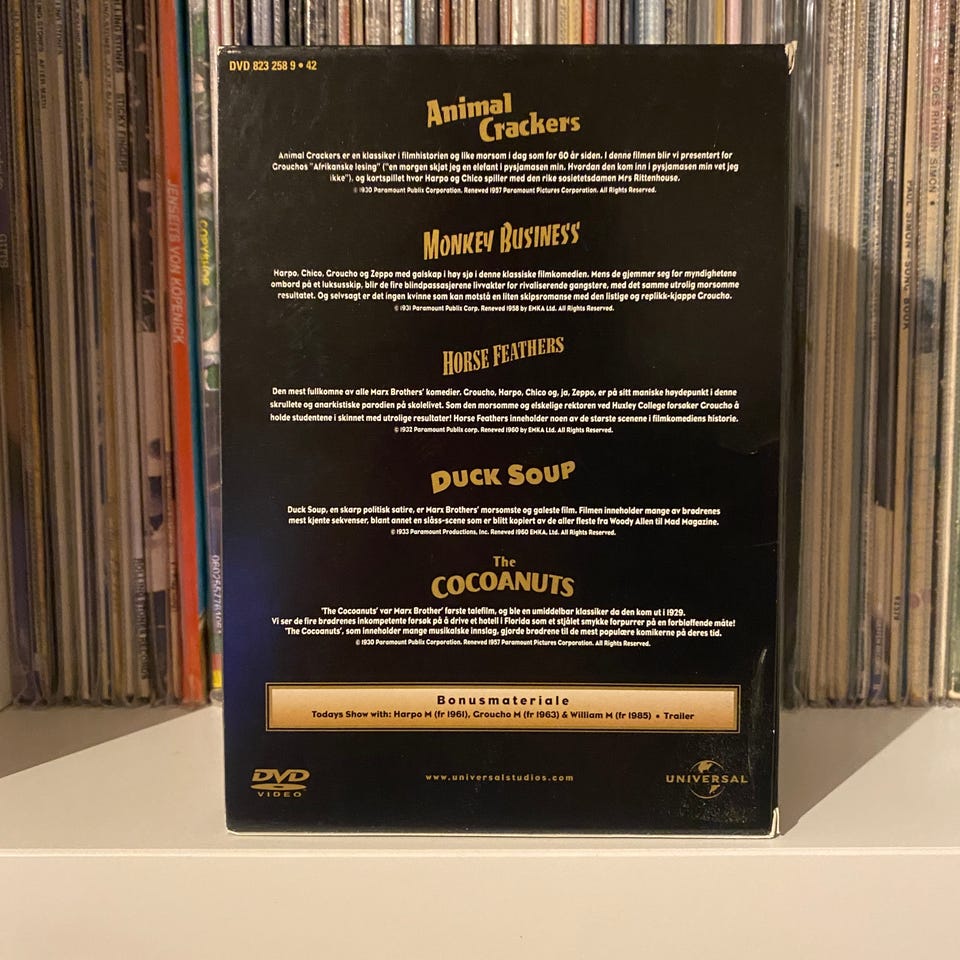 DVD 823 258 9 • 42
Animal
Crackers
Animal Crackers er en klassiker i filmhistorien og like morsom i dag som for 60 år siden. I denne filmen blir vi presentert for
Grouchos "Afrikanske lesing" ("en morgen skjøt jeg en elefant i pysjamasen min. Hvordan den kom inn i pysjamasen min vet jeg
ikke"), og kortspillet hvor Harpo og Chico spiller med den rike sosietetsdamen Mrs Rittenhouse.
© 1930 Paramount Publix Corporation. Renewed 1957 Paramount Pictures Corporation. All Rights Reserved.
MONKEY BUSINESS
Harpo, Chico, Groucho og Zeppo med galskap i høy sjø i denne klassiske filmkomedien. Mens de gjemmer seg for myndighetene
ombord på et luksusskip, blir de fire blindpassasjerene livvakter for rivaliserende gangstere, med det samme utrolig morsomme
resultatet. Og selvsagt er det ingen kvinne som kan motstå en liten skipsromanse med den listige og replikk-kjappe Groucho.
© 1931 Paramount Publix Corp. Renewed 1958 by EMKA Ltd. All Rights Reserved.
HORSE FEATHERS
Den mest fullkomne av alle Marx Brothers' komedier. Groucho, Harpo, Chico og, ja, Zeppo, er på sitt maniske høydepunkt i denne
skrullete og anarkistiske parodien på skolelivet. Som den morsomme og elskelige rektoren ved Huxley College forsøker Groucho å
holde studentene i skinnet med utrolige resultater! Horse Feathers inneholder noen av de største scenene i filmkomediens historie.
© 1932 Paramount Publix corp. Renewed 1960 by EMKA Ltd. All Rights Reserved.
DUCK SOUP
Duck Soup, en skarp politisk satire, er Marx Brothers' morsomste og galeste film. Filmen inneholder mange av brødrenes
mest kjente sekvenser, blant annet en slåss-scene som er blitt kopiert av de aller fleste fra Woody Allen til Mad Magazine.
© 1933 Paramount Productions, Inc. Renewed 1960 EMKA, Ltd. All Rights Reserved.
The
COCOANUTS
'The Cocoanuts' var Marx Brother' første talefilm, og ble en umiddelbar klassiker da den kom ut i 1929.
Vi ser de fire brødrenes inkompetente forsøk på å drive et hotell i Florida som et stjålet smykke forpurrer på en forbløffende måte!
'The Cocoanuts', som inneholder mange musikalske innslag, gjorde brødrene til de mest populære komikerne på deres tid.
© 1930 Paramount Publix Corporation. Renewed 1957 Paramount Pictures Corporation. All Rights Reserved.
Bonusmateriale
Todays Show with: Harpo M (fr 1961), Groucho M (fr 1963) & William M (fr 1985) • Trailer
DVD
VIDEO
www.universalstudios.com
UNIVERSAL
JENSEITS VON KÖPENICK
PAUL SIMON • SONG BOOK